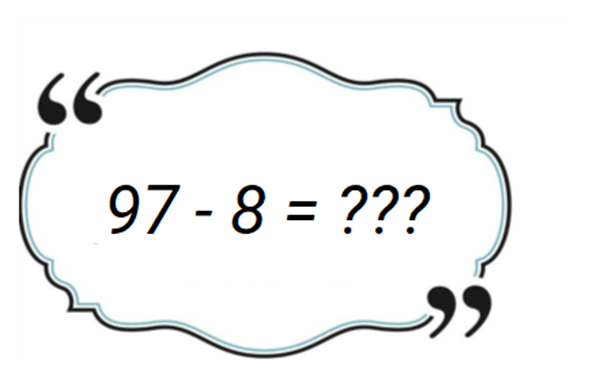 “
97 - 8 = ???
”